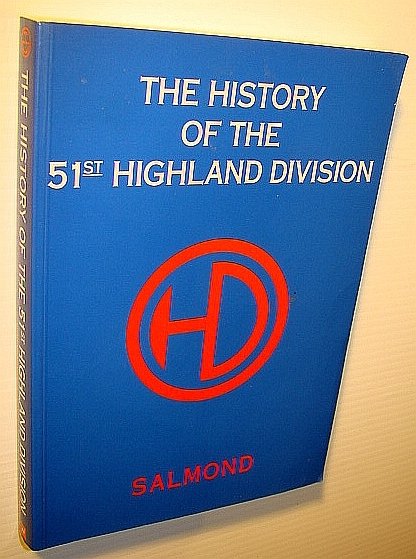 THE HISTORY
OF THE
51ST HIGHLAND DIVISION
HD
SALMOND
THE HISTORY OF THE 51ST HIGHLAND DIVISION